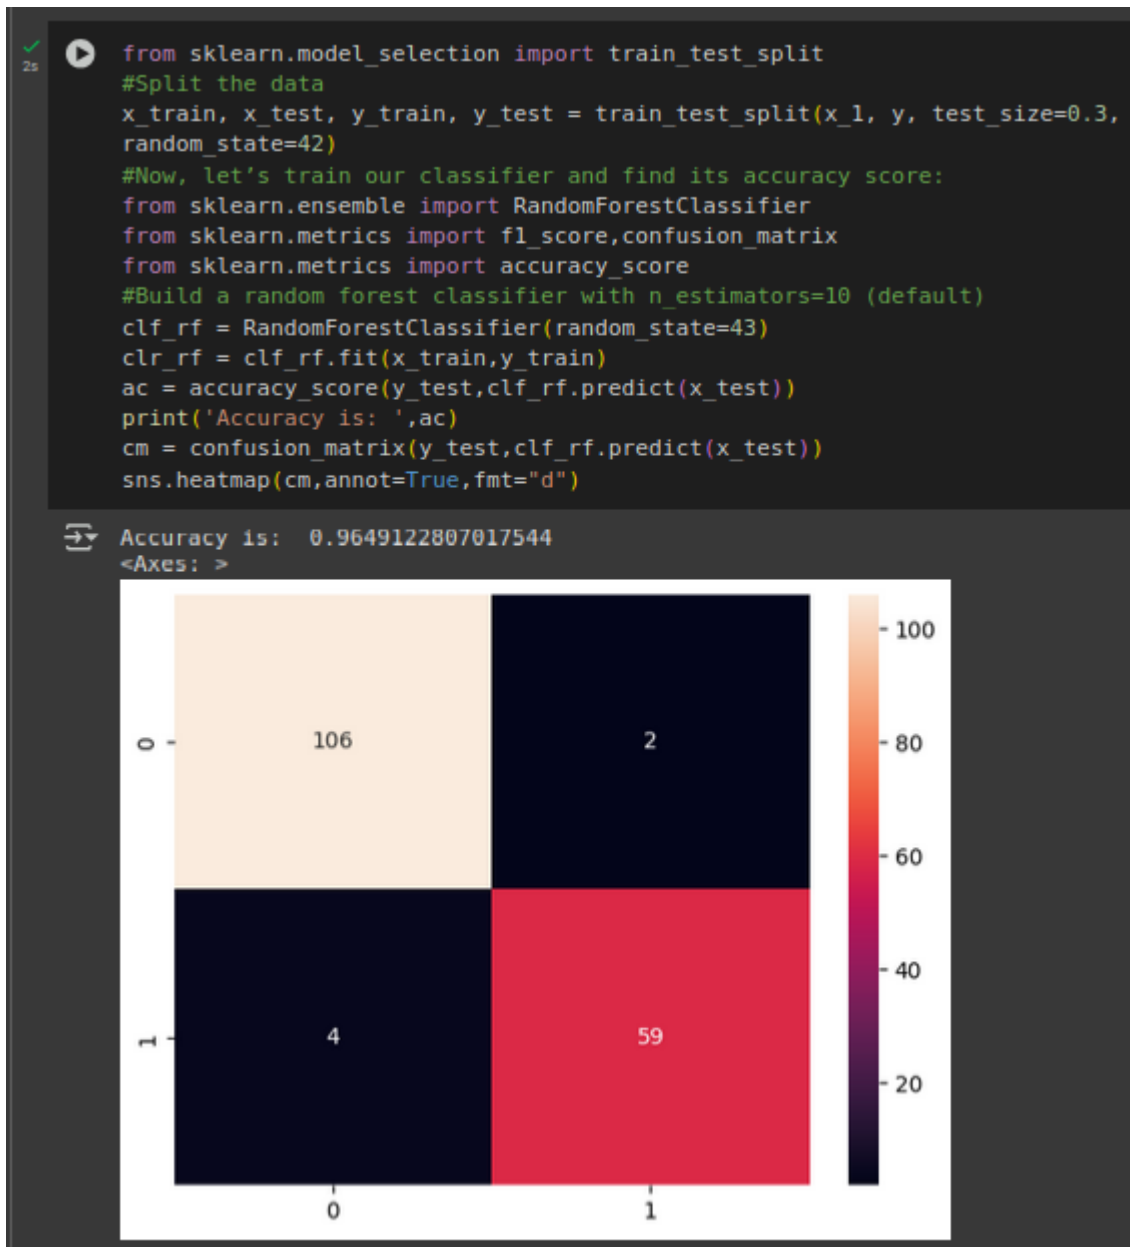 2s
from sklearn.model_selection import train_test_split
#Split the data
x_train, x_test, y_train, y_test = train_test_split(x_1, y, test_size=0.3,
random_state=42)
#Now, let’s train our classifier and find its accuracy score:
from sklearn.ensemble import RandomForestClassifier
from sklearn.metrics import f1_score,confusion_matrix
from sklearn.metrics import accuracy_score
#Build a random forest classifier with n_estimators=10 (default)
clf_rf = RandomForestClassifier(random_state=43)
clr_rf = clf_rf.fit(x_train,y_train)
ac = accuracy_score(y_test,clf_rf.predict(x_test))
print('Accuracy is: ',ac)
cm = confusion_matrix(y_test,clf_rf.predict(x_test))
sns.heatmap(cm,annot=True,fmt="d")
Accuracy is:  0.9649122807017544
<Axes: >
100
0 106 2 80
60
40
1 4 59
20
0 1